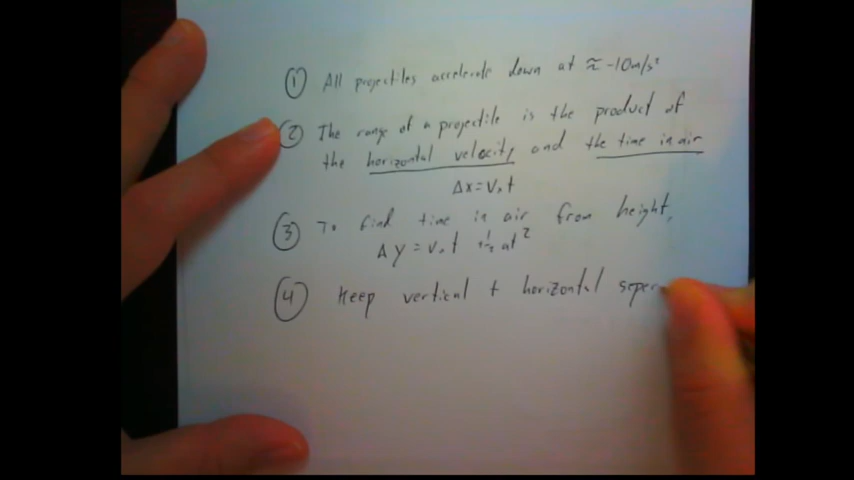 ① All projectiles accelerate down at ≈ -10m/s²
② The range of a projectile is the product of
the horizontal velocity and the time in air
Δx = v₀t
③ To find time in air from height,
Δy = v₀t + ½at²
④ Keep vertical + horizontal seper